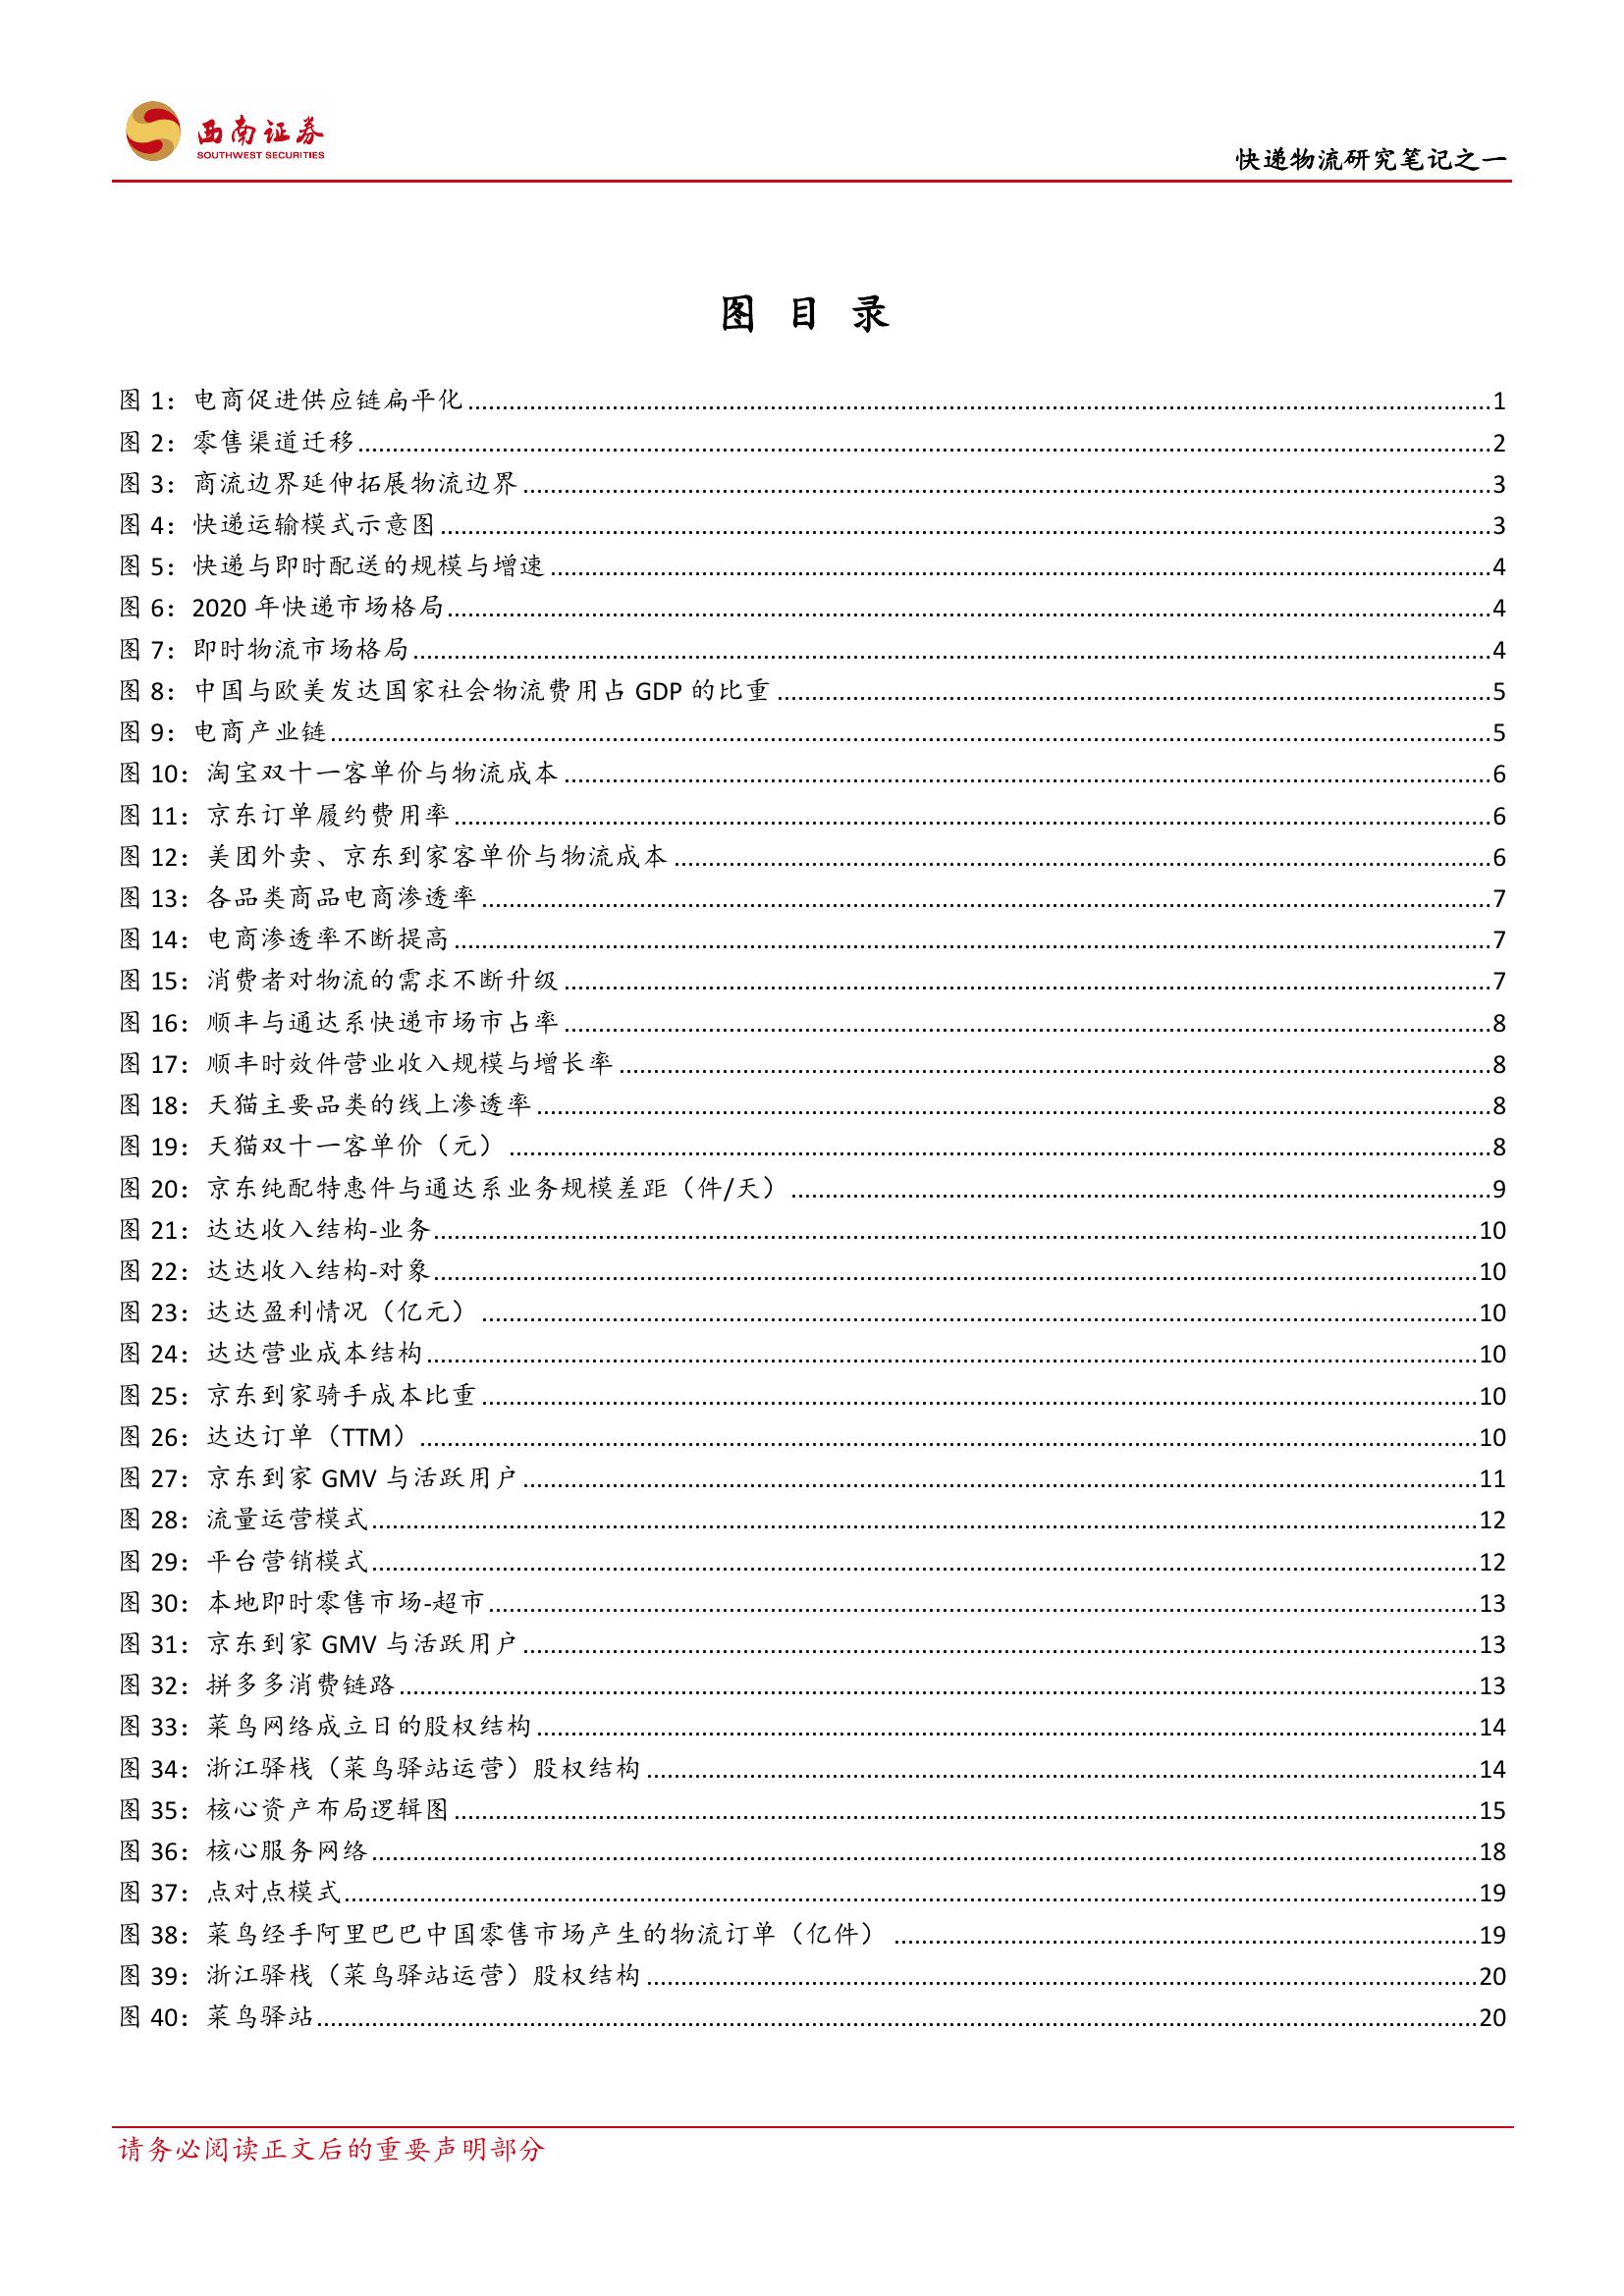 西南证券
SOUTHWEST SECURITIES
快递物流研究笔记之一
图 目 录
图 1：电商促进供应链扁平化 1
图 2：零售渠道迁移 2
图 3：商流边界延伸拓展物流边界 3
图 4：快递运输模式示意图 3
图 5：快递与即时配送的规模与增速 4
图 6：2020 年快递市场格局 4
图 7：即时物流市场格局 4
图 8：中国与欧美发达国家社会物流费用占 GDP 的比重 5
图 9：电商产业链 5
图 10：淘宝双十一客单价与物流成本 6
图 11：京东订单履约费用率 6
图 12：美团外卖、京东到家客单价与物流成本 6
图 13：各品类商品电商渗透率 7
图 14：电商渗透率不断提高 7
图 15：消费者对物流的需求不断升级 7
图 16：顺丰与通达系快递市场市占率 8
图 17：顺丰时效件营业收入规模与增长率 8
图 18：天猫主要品类的线上渗透率 8
图 19：天猫双十一客单价（元） 8
图 20：京东纯配特惠件与通达系业务规模差距（件/天） 9
图 21：达达收入结构-业务 10
图 22：达达收入结构-对象 10
图 23：达达盈利情况（亿元） 10
图 24：达达营业成本结构 10
图 25：京东到家骑手成本比重 10
图 26：达达订单（TTM） 10
图 27：京东到家 GMV 与活跃用户 11
图 28：流量运营模式 12
图 29：平台营销模式 12
图 30：本地即时零售市场-超市 13
图 31：京东到家 GMV 与活跃用户 13
图 32：拼多多消费链路 13
图 33：菜鸟网络成立日的股权结构 14
图 34：浙江驿栈（菜鸟驿站运营）股权结构 14
图 35：核心资产布局逻辑图 15
图 36：核心服务网络 18
图 37：点对点模式 19
图 38：菜鸟经手阿里巴巴中国零售市场产生的物流订单（亿件） 19
图 39：浙江驿栈（菜鸟驿站运营）股权结构 20
图 40：菜鸟驿站 20
请务必阅读正文后的重要声明部分